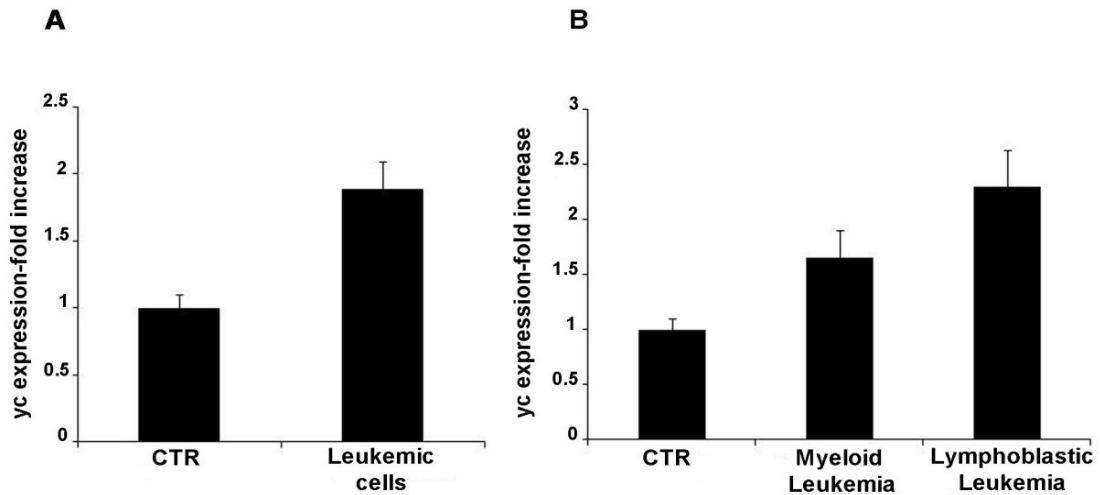 A
yc expression-fold increase
2.5
2
1.5
1
0.5
0
CTR
Leukemic
cells
B
yc expression-fold increase
3
2.5
2
1.5
1
0.5
0
CTR
Myeloid
Leukemia
Lymphoblastic
Leukemia